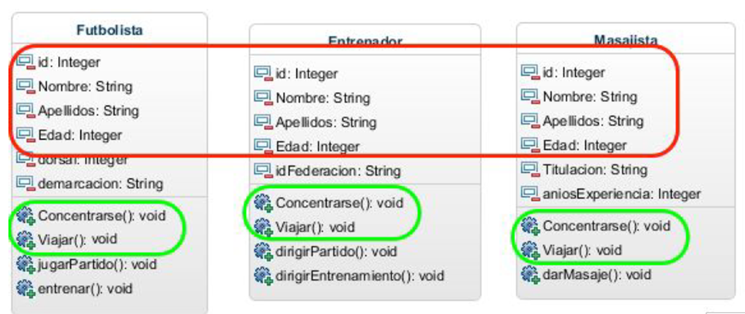 Futbolista
id: Integer
Nombre: String
Apellidos: String
Edad: Integer
dorsal: Integer
demarcacion: String
Concentrarse(): void
Viajar(): void
jugarPartido(): void
entrenar(): void
Entrenador
id: Integer
Nombre: String
Apellidos: String
Edad: Integer
idFederacion: String
Concentrarse(): void
Viajar(): void
dirigirPartido(): void
dirigirEntrenamiento(): void
Masajista
id: Integer
Nombre: String
Apellidos: String
Edad: Integer
Titulacion: String
aniosExperiencia: Integer
Concentrarse(): void
Viajar(): void
darMasaje(): void